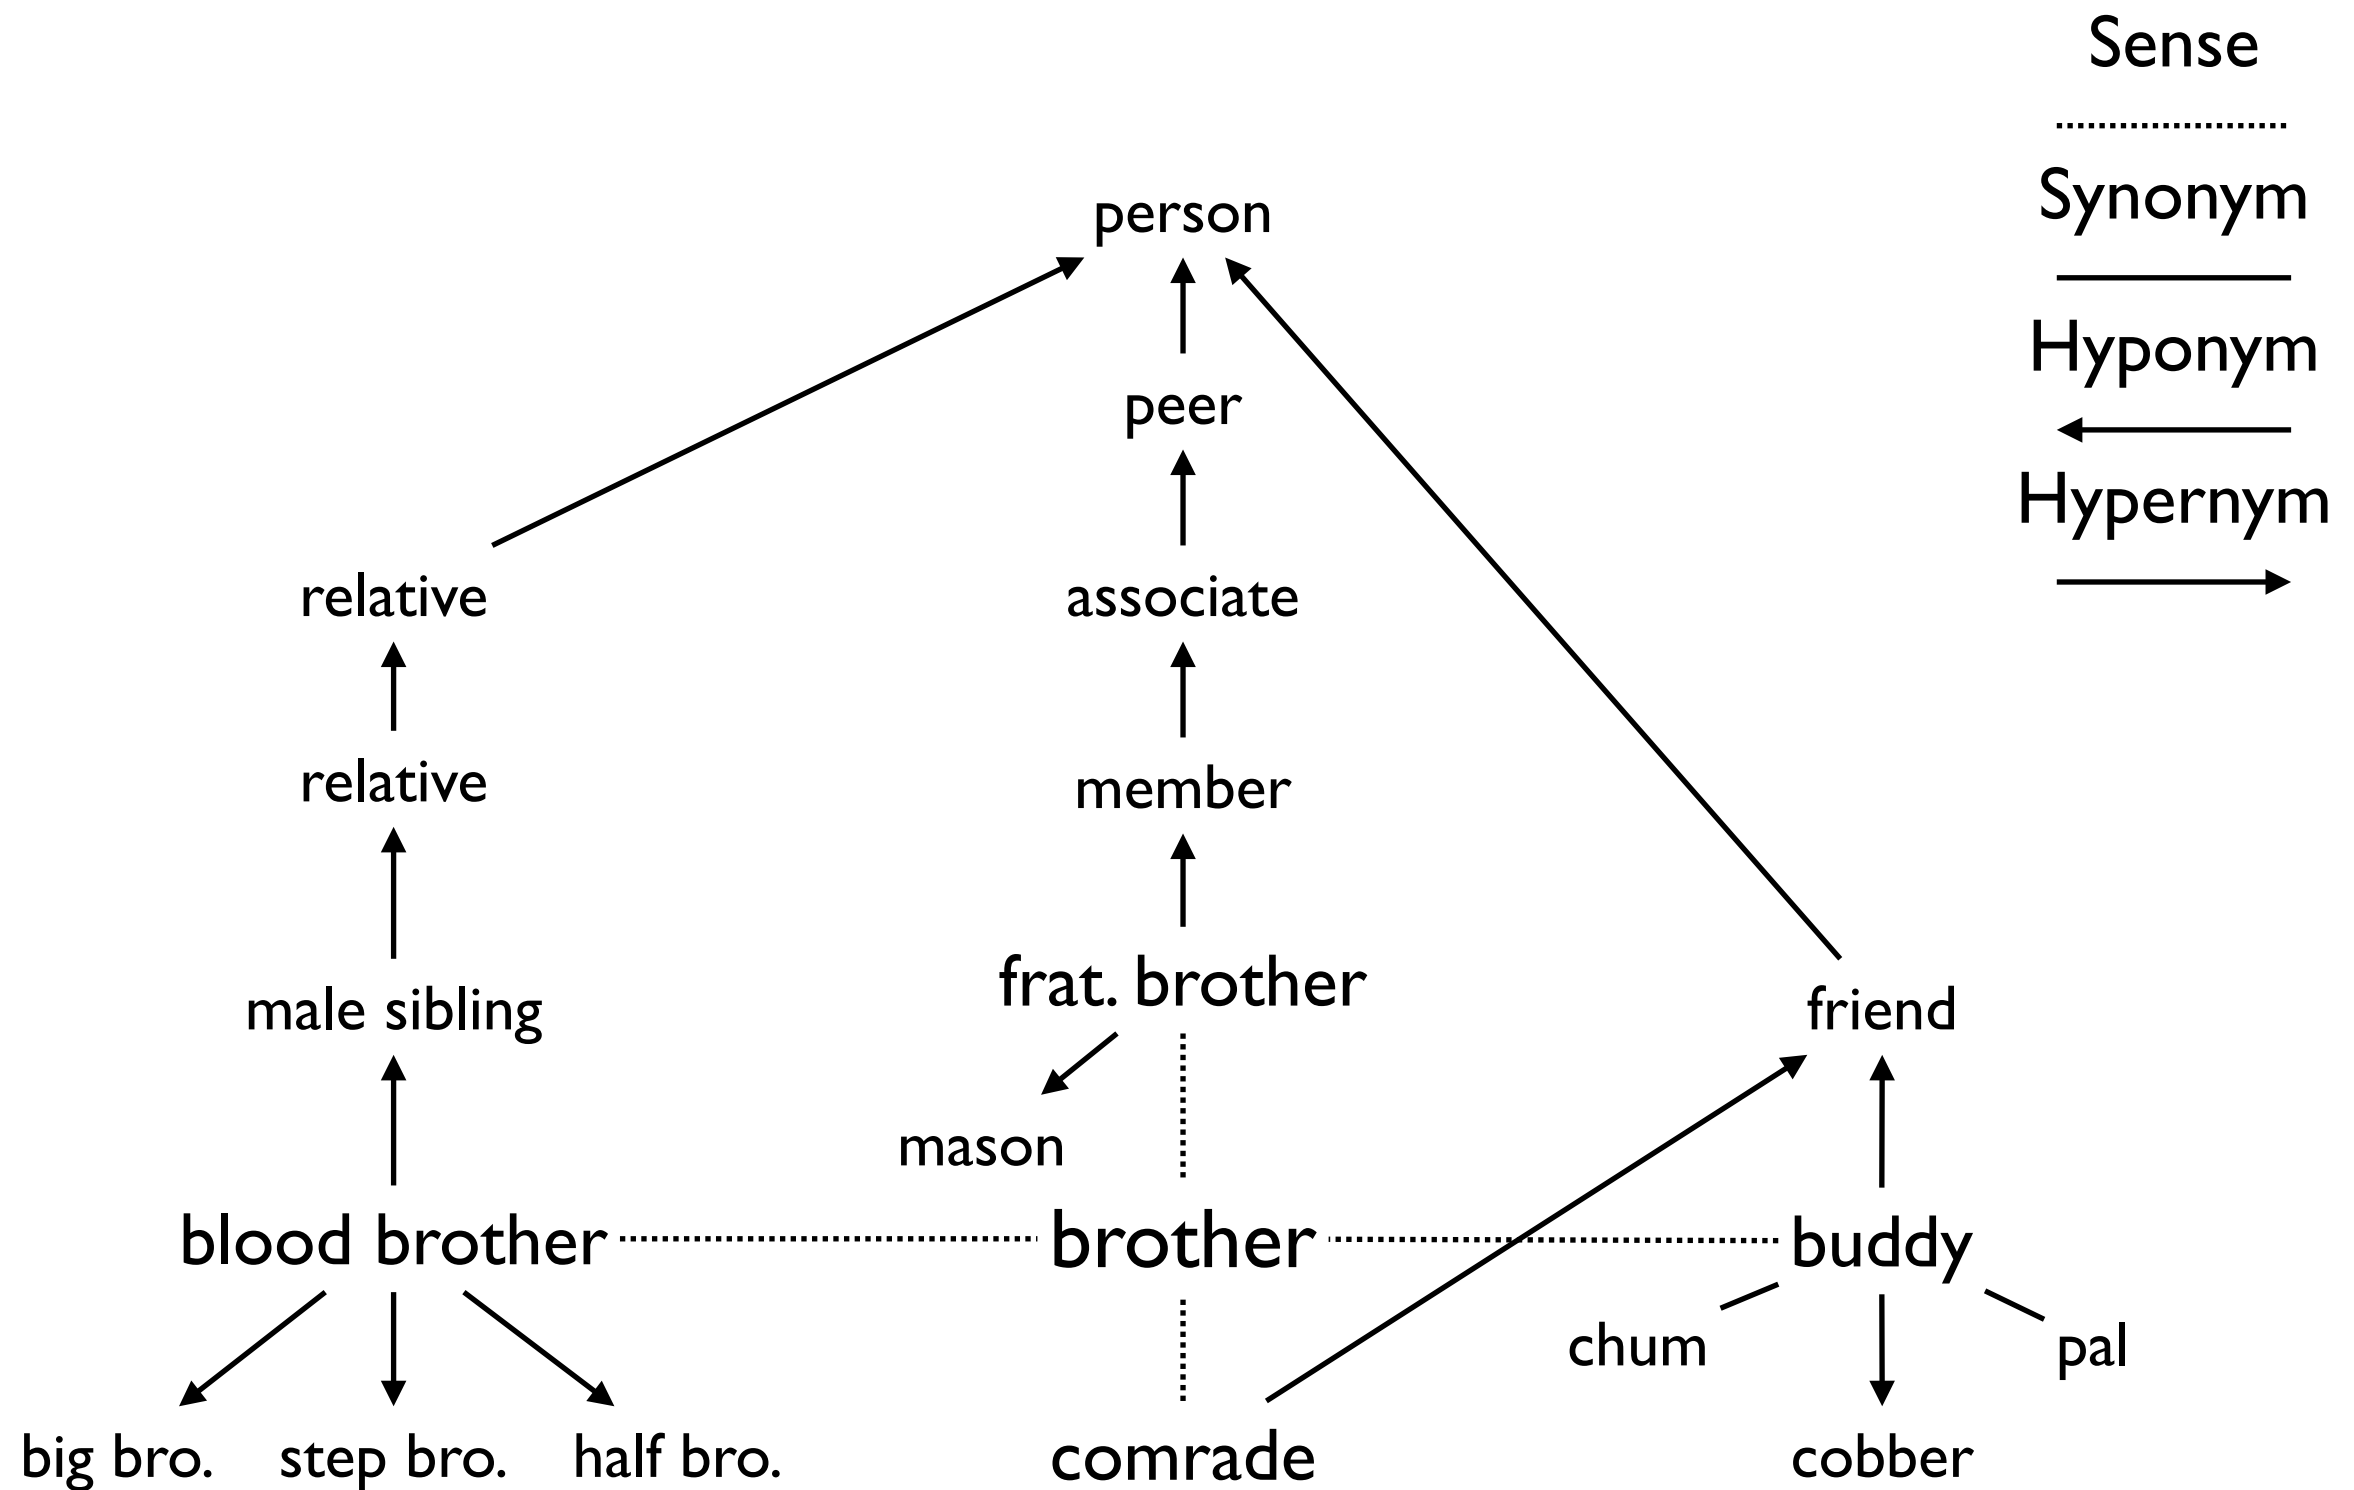 Sense
Synonym
person
Hyponym
peer
Hypernym
relative
associate
relative
member
frat. brother
male sibling
friend
mason
blood brother
brother
buddy
chum
pal
big bro.
step bro.
half bro.
comrade
cobber